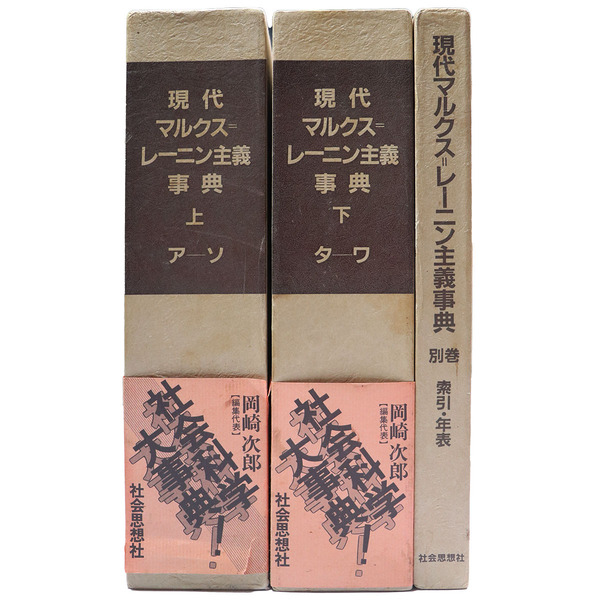 現代
マルクス＝
レーニン主義
事典
上
ア―ソ
岡崎次郎
［編集代表］
社会科学
大事典！
社会思想社
現代
マルクス＝
レーニン主義
事典
下
タ―ワ
岡崎次郎
［編集代表］
社会科学
大事典！
社会思想社
現代マルクス＝レーニン主義事典
別巻
索引・年表
社会思想社